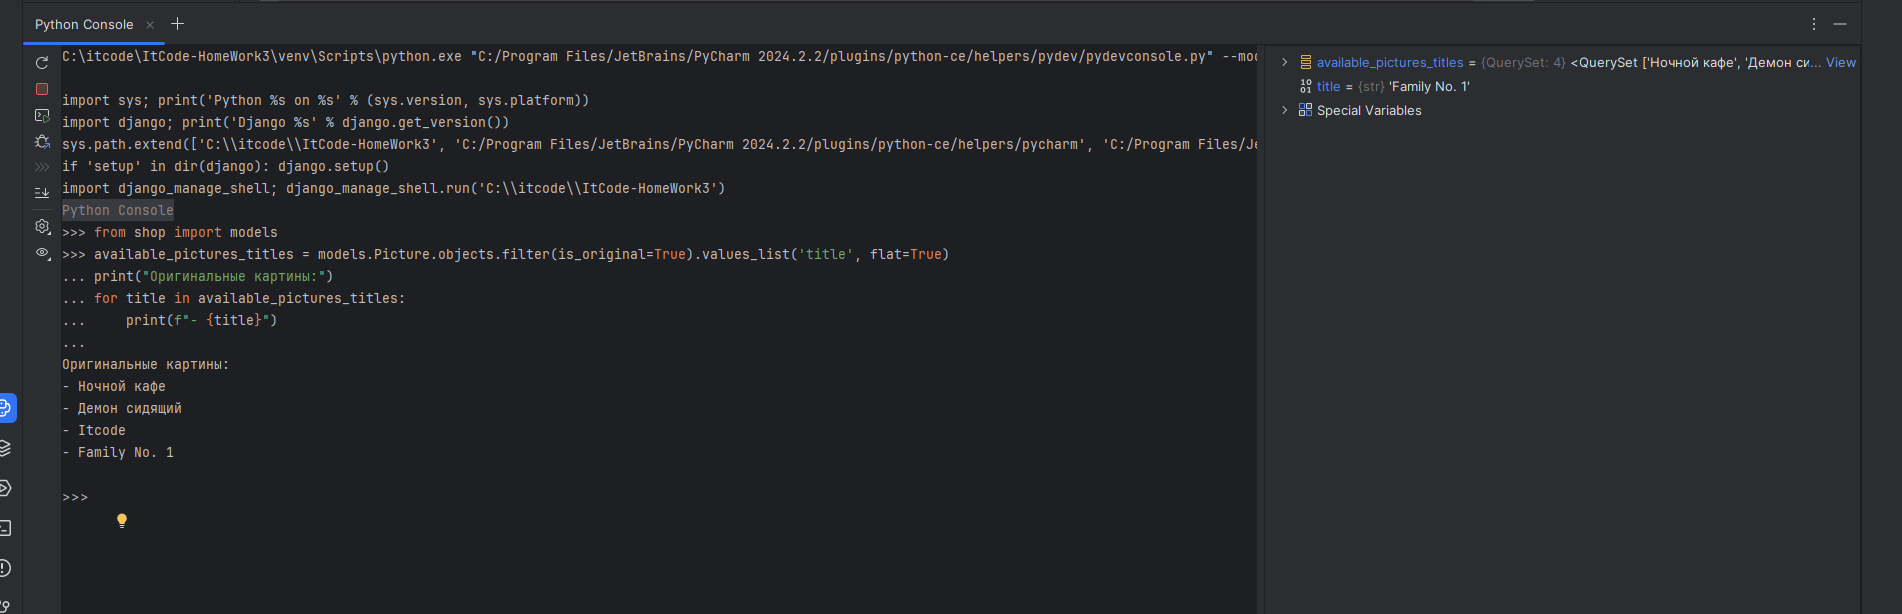 Python Console
C:\itcode\ItCode-HomeWork3\venv\Scripts\python.exe "C:/Program Files/JetBrains/PyCharm 2024.2.2/plugins/python-ce/helpers/pydev/pydevconsole.py" --mod
import sys; print('Python %s on %s' % (sys.version, sys.platform))
import django; print('Django %s' % django.get_version())
sys.path.extend(['C:\\itcode\\ItCode-HomeWork3', 'C:/Program Files/JetBrains/PyCharm 2024.2.2/plugins/python-ce/helpers/pycharm', 'C:/Program Files/Je
if 'setup' in dir(django): django.setup()
import django_manage_shell; django_manage_shell.run('C:\\itcode\\ItCode-HomeWork3')
Python Console
>>> from shop import models
>>> available_pictures_titles = models.Picture.objects.filter(is_original=True).values_list('title', flat=True)
... print("Оригинальные картины:")
... for title in available_pictures_titles:
...     print(f"- {title}")
...
Оригинальные картины:
- Ночной кафе
- Демон сидящий
- Itcode
- Family No. 1
>>>
available_pictures_titles = {QuerySet: 4} <QuerySet ['Ночной кафе', 'Демон си... View
title = {str} 'Family No. 1'
Special Variables